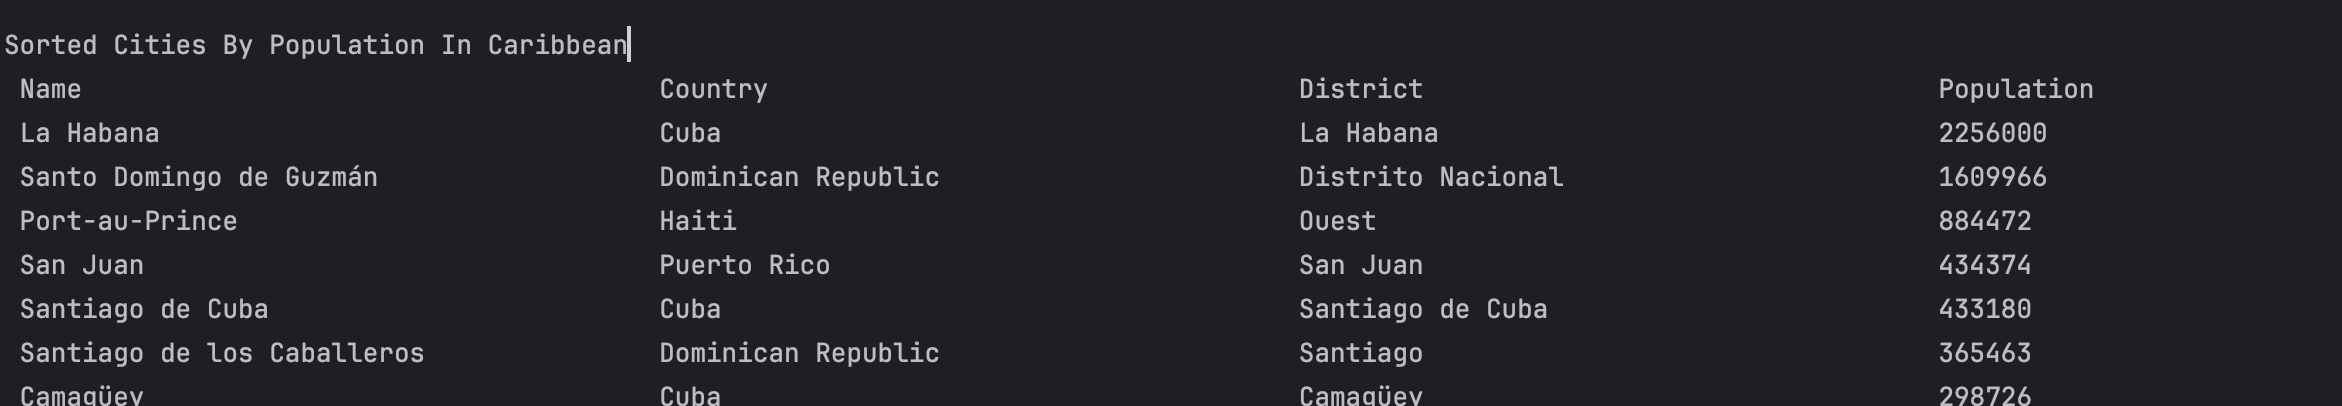 Sorted Cities By Population In Caribbean
Name Country District Population
La Habana Cuba La Habana 2256000
Santo Domingo de Guzmán Dominican Republic Distrito Nacional 1609966
Port-au-Prince Haiti Ouest 884472
San Juan Puerto Rico San Juan 434374
Santiago de Cuba Cuba Santiago de Cuba 433180
Santiago de los Caballeros Dominican Republic Santiago 365463
Camagüey Cuba Camagüey 298726